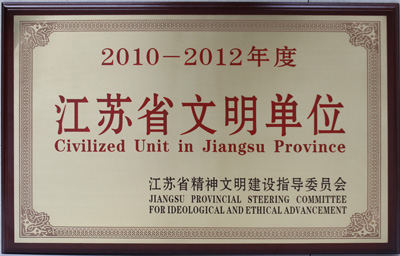 2010-2012年度
江苏省文明单位
Civilized Unit in Jiangsu Province
江苏省精神文明建设指导委员会
JIANGSU PROVINCIAL STEERING COMMITTEE
FOR IDEOLOGICAL AND ETHICAL ADVANCEMENT